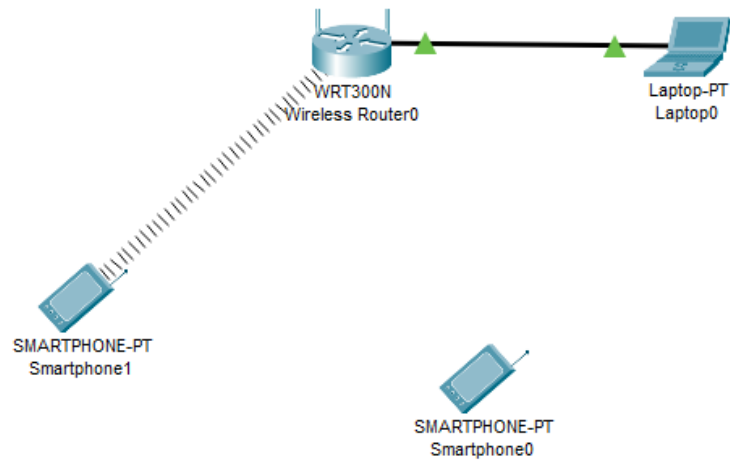 WRT300N
Wireless Router0
Laptop-PT
Laptop0
SMARTPHONE-PT
Smartphone1
SMARTPHONE-PT
Smartphone0